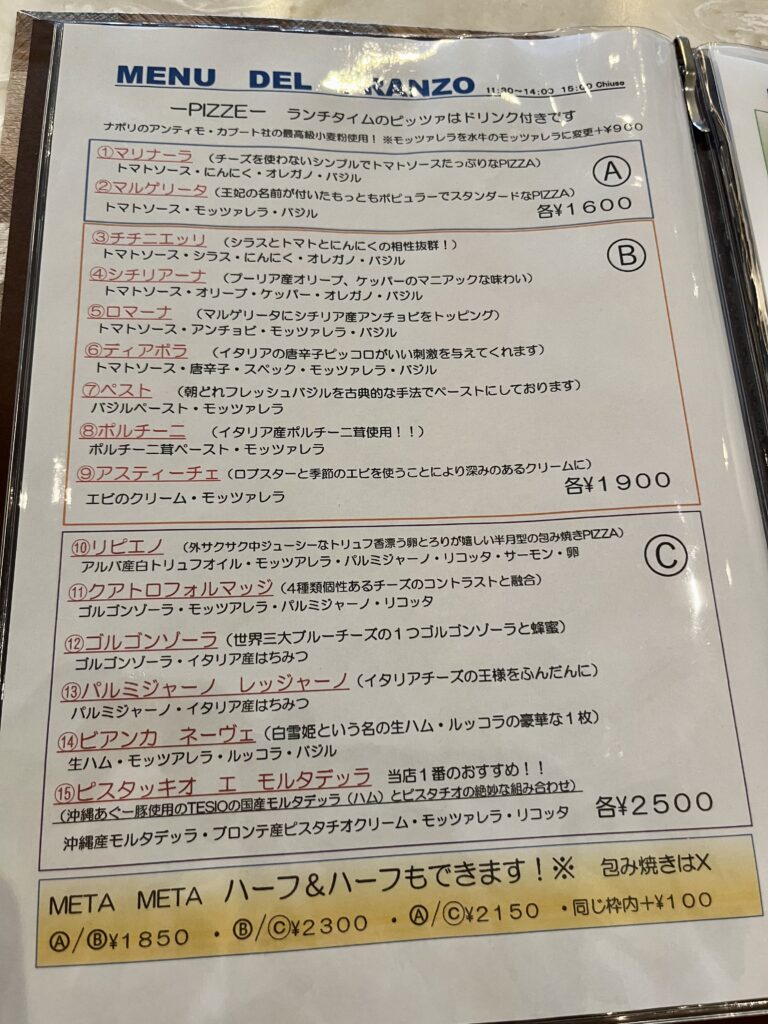 MENU DEL PRANZO 11:30~14:00 15:00 Chiuso
ーPIZZEー ランチタイムのピッツァはドリンク付きです
ナポリのアンティモ・カプート社の最高級小麦粉使用！ ※モッツァレラを水牛のモッツァレラに変更+¥900
①マリナーラ （チーズを使わないシンプルでトマトソースたっぷりなPIZZA）
トマトソース・にんにく・オレガノ・バジル
Ⓐ
②マルゲリータ （王妃の名前が付いたもっともポピュラーでスタンダードなPIZZA）
トマトソース・モッツァレラ・バジル 各¥1600
③チチニエッリ （シラスとトマトとにんにくの相性抜群！）
トマトソース・シラス・にんにく・オレガノ・バジル
Ⓑ
④シチリアーナ （プーリア産オリーブ、ケッパーのマニアックな味わい）
トマトソース・オリーブ・ケッパー・オレガノ・バジル
⑤ロマーナ （マルゲリータにシチリア産アンチョビをトッピング）
トマトソース・アンチョビ・モッツァレラ・バジル
⑥ディアボラ （イタリアの唐辛子ピッコロがいい刺激を与えてくれます）
トマトソース・唐辛子・スペック・モッツァレラ・バジル
⑦ペスト （朝どれフレッシュバジルを古典的な手法でペーストにしております）
バジルペースト・モッツァレラ
⑧ポルチーニ （イタリア産ポルチーニ茸使用！！）
ポルチーニ茸ペースト・モッツァレラ
⑨アスティーチェ （ロブスターと季節のエビを使うことにより深みのあるクリームに）
エビのクリーム・モッツァレラ 各¥1900
⑩リピエノ （外サクサク中ジューシーなトリュフ香漂う卵とろりが嬉しい半月型の包み焼きPIZZA）
アルバ産白トリュフオイル・モッツアレラ・パルミジャーノ・リコッタ・サーモン・卵
Ⓒ
⑪クアトロフォルマッジ （4種類個性あるチーズのコントラストと融合）
ゴルゴンゾーラ・モッツアレラ・パルミジャーノ・リコッタ
⑫ゴルゴンゾーラ （世界三大ブルーチーズの１つゴルゴンゾーラと蜂蜜）
ゴルゴンゾーラ・イタリア産はちみつ
⑬パルミジャーノ レッジャーノ （イタリアチーズの王様をふんだんに）
パルミジャーノ・イタリア産はちみつ
⑭ビアンカ ネーヴェ （白雪姫という名の生ハム・ルッコラの豪華な１枚）
生ハム・モッツアレラ・ルッコラ・バジル
⑮ピスタッキオ エ モルタデッラ 当店１番のおすすめ！！
（沖縄あぐー豚使用のTESIOの国産モルタデッラ（ハム）とピスタチオの絶妙な組み合わせ）
沖縄産モルタデッラ・ブロンテ産ピスタチオクリーム・モッツァレラ・リコッタ 各¥2500
META META ハーフ＆ハーフもできます！※ 包み焼きはX
Ⓐ/Ⓑ¥1850 ・Ⓑ/Ⓒ¥2300 ・Ⓐ/Ⓒ¥2150 ・同じ枠内+¥100